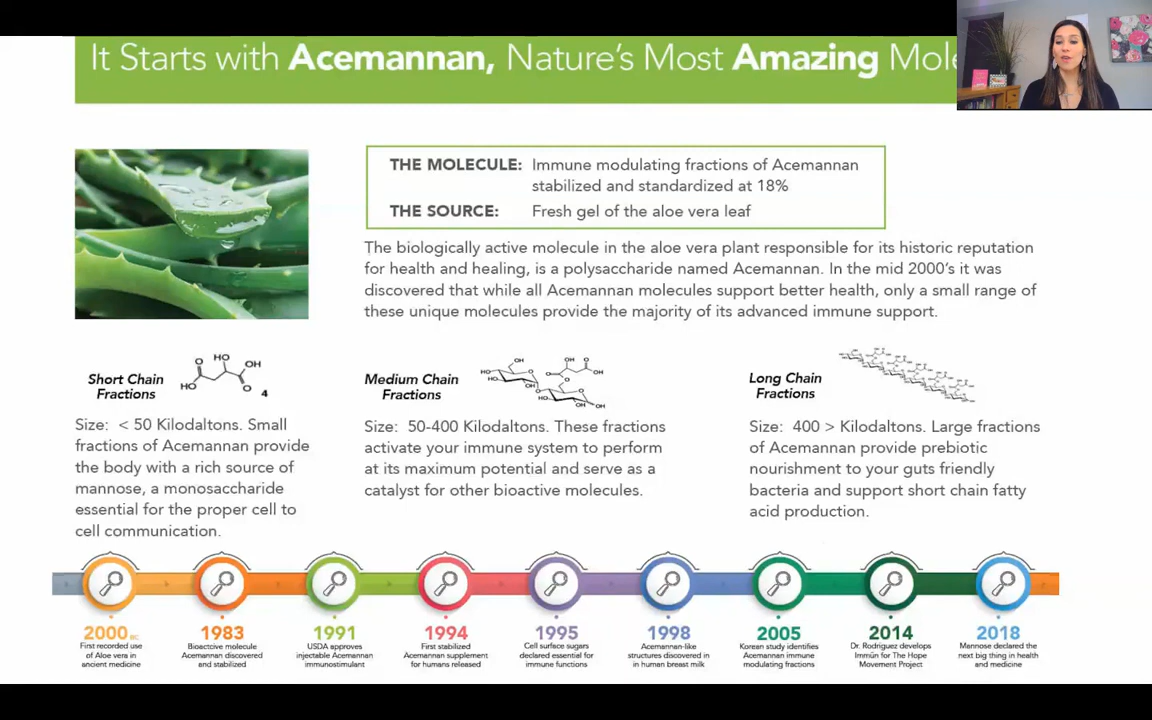 It Starts with Acemannan, Nature's Most Amazing
THE MOLECULE: Immune modulating fractions of Acemannan
stabilized and standardized at 18%
THE SOURCE: Fresh gel of the aloe vera leaf
The biologically active molecule in the aloe vera plant responsible for its historic reputation
for health and healing, is a polysaccharide named Acemannan. In the mid 2000's it was
discovered that while all Acemannan molecules support better health, only a small range of
these unique molecules provide the majority of its advanced immune support.
Short Chain
Fractions
O
HO
OH
HO
O
4
Size: < 50 Kilodaltons. Small
fractions of Acemannan provide
the body with a rich source of
mannose, a monosaccharide
essential for the proper cell to
cell communication.
Medium Chain
Fractions
Size: 50-400 Kilodaltons. These fractions
activate your immune system to perform
at its maximum potential and serve as a
catalyst for other bioactive molecules.
Long Chain
Fractions
Size: 400 > Kilodaltons. Large fractions
of Acemannan provide prebiotic
nourishment to your guts friendly
bacteria and support short chain fatty
acid production.
2000 BC
First recorded use
of Aloe vera in
ancient medicine
1983
Bioactcive molecule
Acemannan discovered
and stabilized
1991
USDA approves
injectable Acemannan
immunostimulant
1994
First stabilized
Acemannan supplement
for humans released
1995
Cell surface sugars
declared essential for
immune functions
1998
Acemannan-like
structures discovered in
in human breast milk
2005
Korean study identifies
Acemannan immune
modulating fractions
2014
Dr. Rodriguez develops
Immūn for The Hope
Movement Project
2018
Mannose declared the
next big thing in health
and medicine